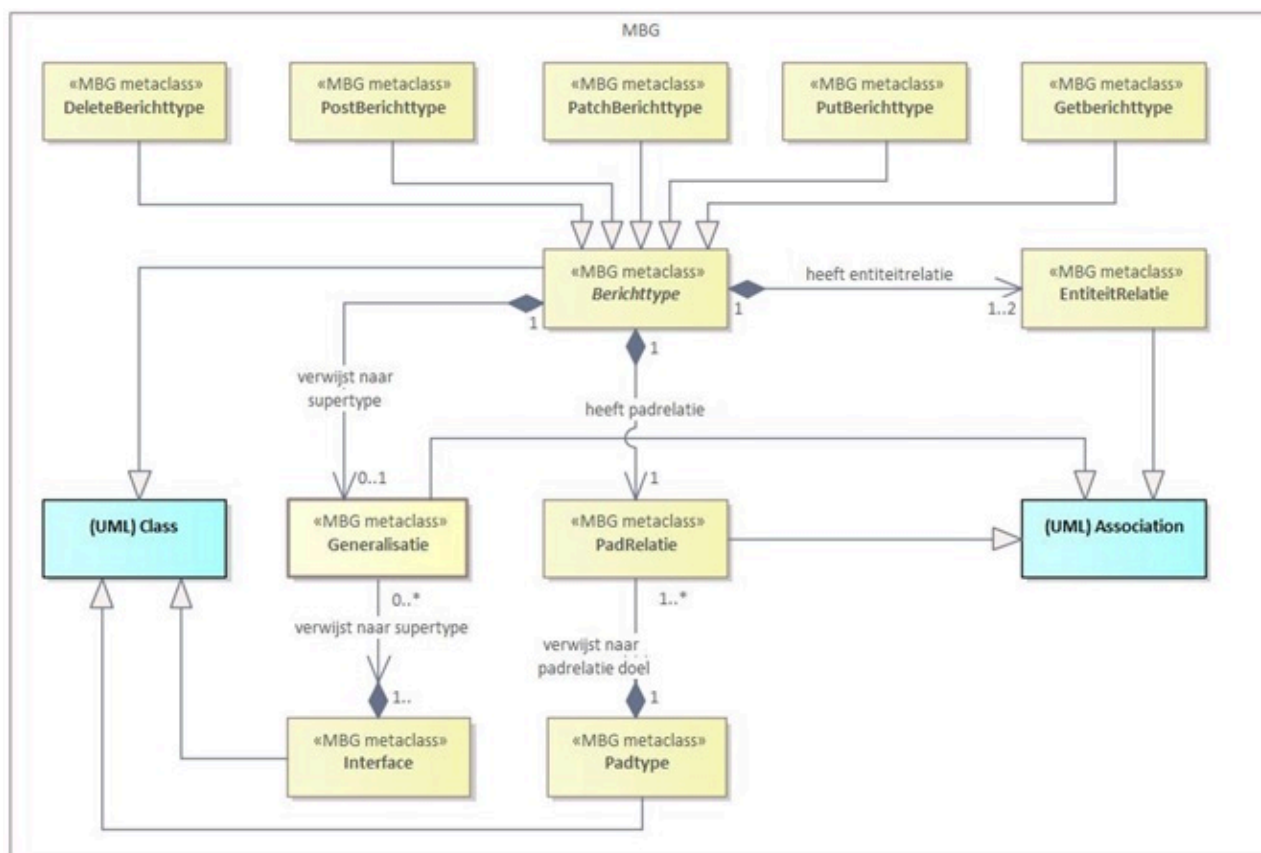 MBG
«MBG metaclass»
DeleteBerichttype
«MBG metaclass»
PostBerichttype
«MBG metaclass»
PatchBerichttype
«MBG metaclass»
PutBerichttype
«MBG metaclass»
Getberichttype
«MBG metaclass»
Berichttype
heeft entiteitrelatie
«MBG metaclass»
EntiteitRelatie
1
1
1..2
1
verwijst naar
supertype
heeft padrelatie
0..1
1
(UML) Class
«MBG metaclass»
Generalisatie
«MBG metaclass»
PadRelatie
(UML) Association
0..*
1..*
verwijst naar supertype
verwijst naar
padrelatie doel
1..
1
«MBG metaclass»
Interface
«MBG metaclass»
Padtype